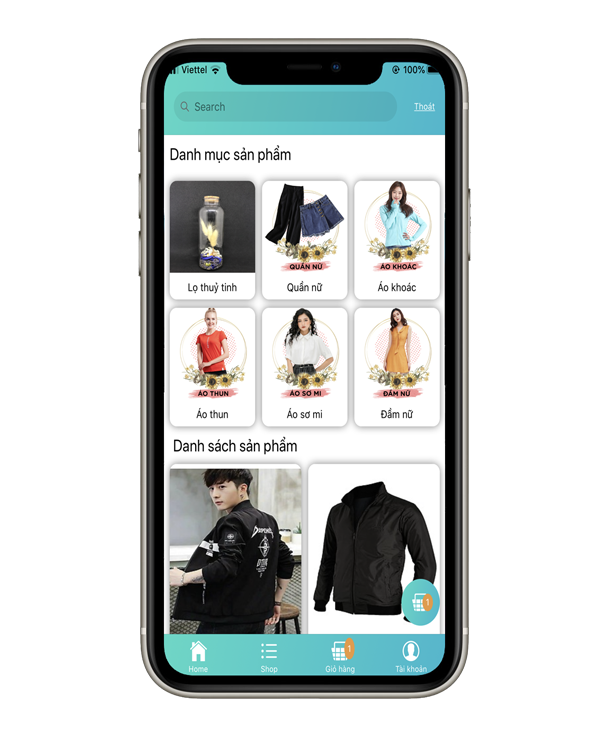 Viettel
100%
Search
Thoát
Danh mục sản phẩm
QUẦN NỮ
ÁO KHOÁC
Lọ thuỷ tinh
Quần nữ
Áo khoác
ÁO THUN
ÁO SƠ MI
ĐẦM NỮ
Áo thun
Áo sơ mi
Đầm nữ
Danh sách sản phẩm
1
1
Home
Shop
Giỏ hàng
Tài khoản